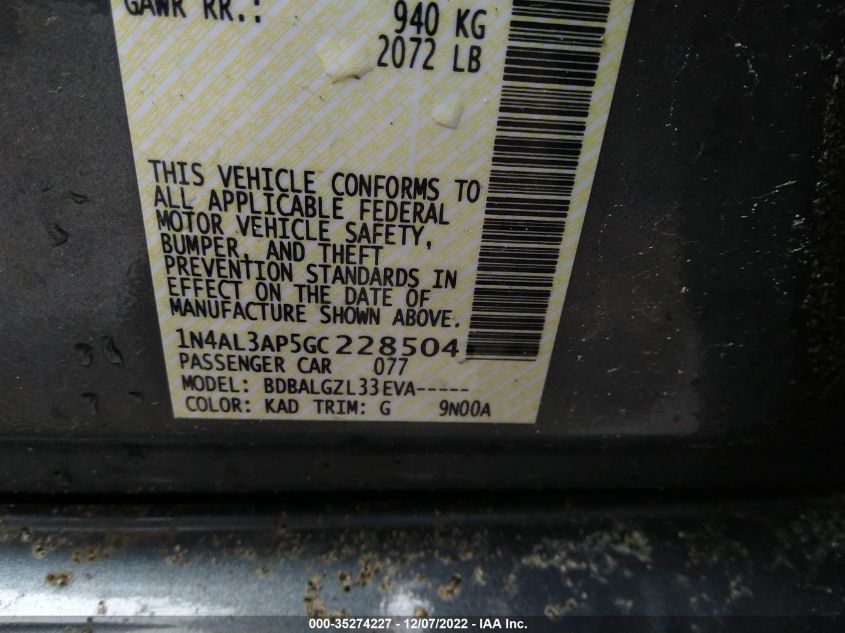 GAWR RR.: 940 KG
2072 LB
THIS VEHICLE CONFORMS TO
ALL APPLICABLE FEDERAL
MOTOR VEHICLE SAFETY,
BUMPER, AND THEFT
PREVENTION STANDARDS IN
EFFECT ON THE DATE OF
MANUFACTURE SHOWN ABOVE.
1N4AL3AP5GC228504
PASSENGER CAR 077
MODEL: BDBALGZL33EVA-----
COLOR: KAD TRIM: G 9N00A
000-35274227 - 12/07/2022 - IAA Inc.